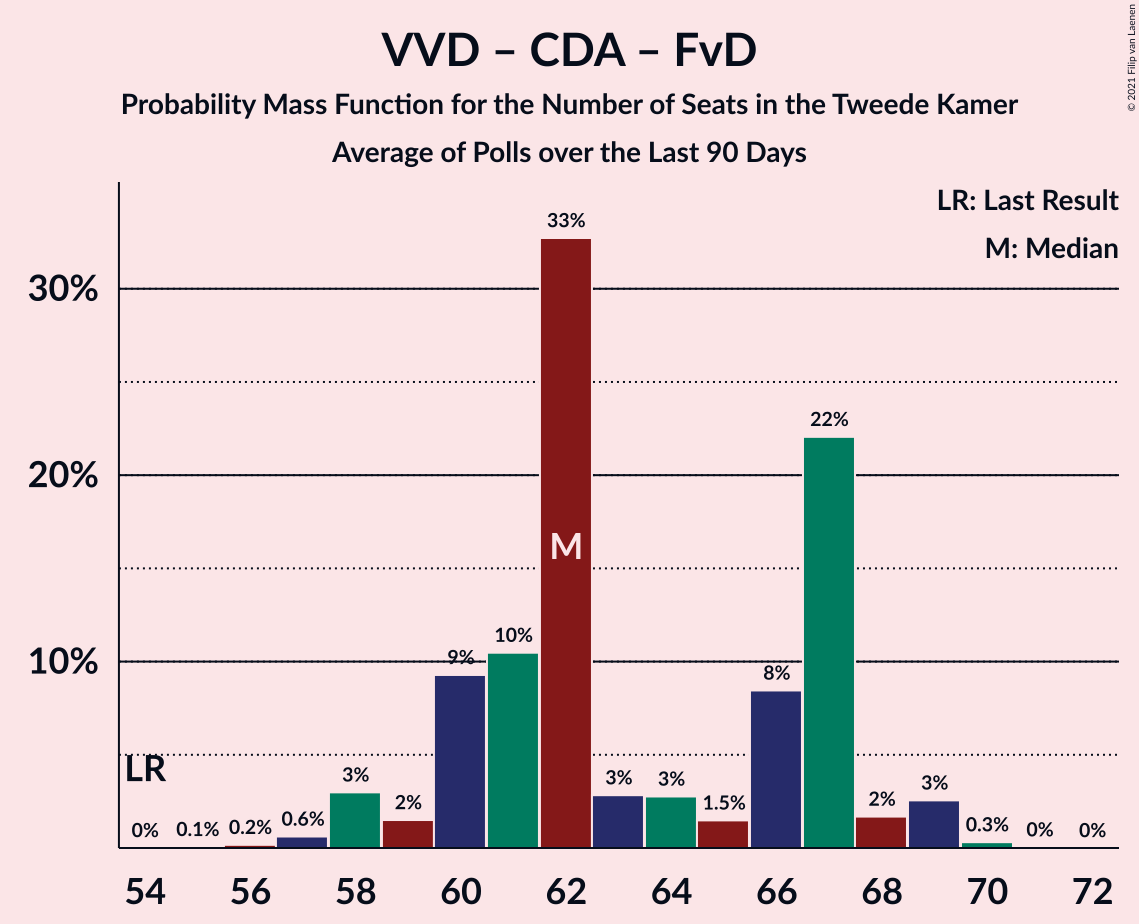 VVD – CDA – FvD
Probability Mass Function for the Number of Seats in the Tweede Kamer
Average of Polls over the Last 90 Days
© 2021 Filip van Laenen
LR: Last Result
M: Median
30%
20%
10%
LR
M
0%
0.1%
0.2%
0.6%
3%
2%
9%
10%
33%
3%
3%
1.5%
8%
22%
2%
3%
0.3%
0%
0%
54 56 58 60 62 64 66 68 70 72